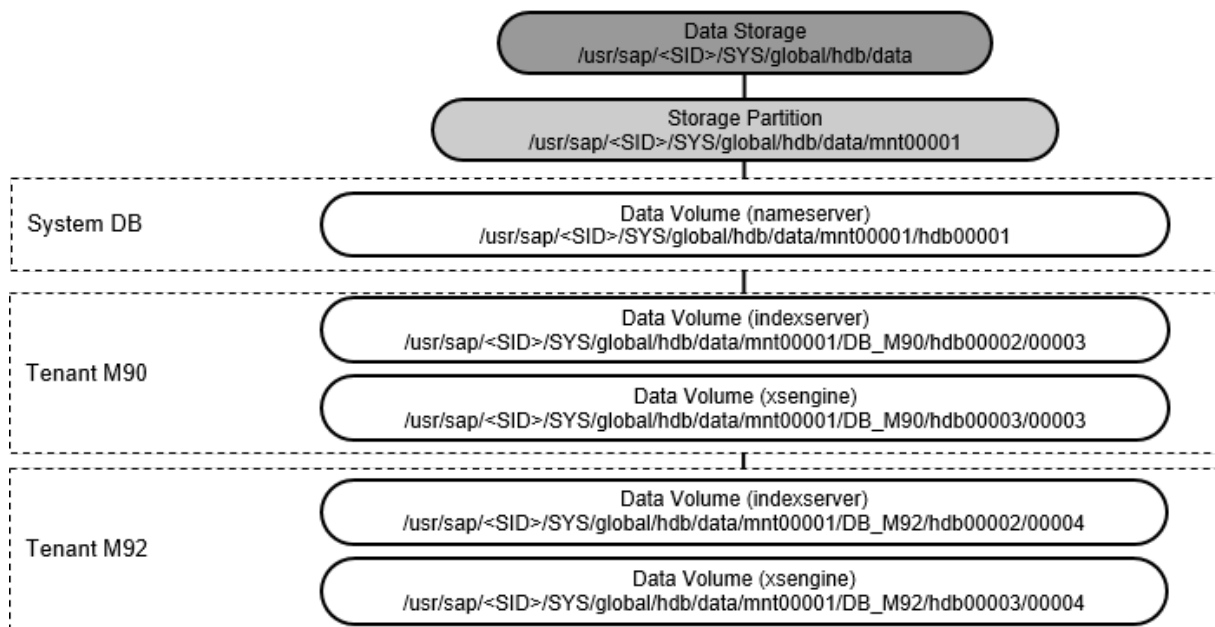 Data Storage
/usr/sap/<SID>/SYS/global/hdb/data
Storage Partition
/usr/sap/<SID>/SYS/global/hdb/data/mnt00001
System DB
Data Volume (nameserver)
/usr/sap/<SID>/SYS/global/hdb/data/mnt00001/hdb00001
Tenant M90
Data Volume (indexserver)
/usr/sap/<SID>/SYS/global/hdb/data/mnt00001/DB_M90/hdb00002/00003
Data Volume (xsengine)
/usr/sap/<SID>/SYS/global/hdb/data/mnt00001/DB_M90/hdb00003/00003
Tenant M92
Data Volume (indexserver)
/usr/sap/<SID>/SYS/global/hdb/data/mnt00001/DB_M92/hdb00002/00004
Data Volume (xsengine)
/usr/sap/<SID>/SYS/global/hdb/data/mnt00001/DB_M92/hdb00003/00004